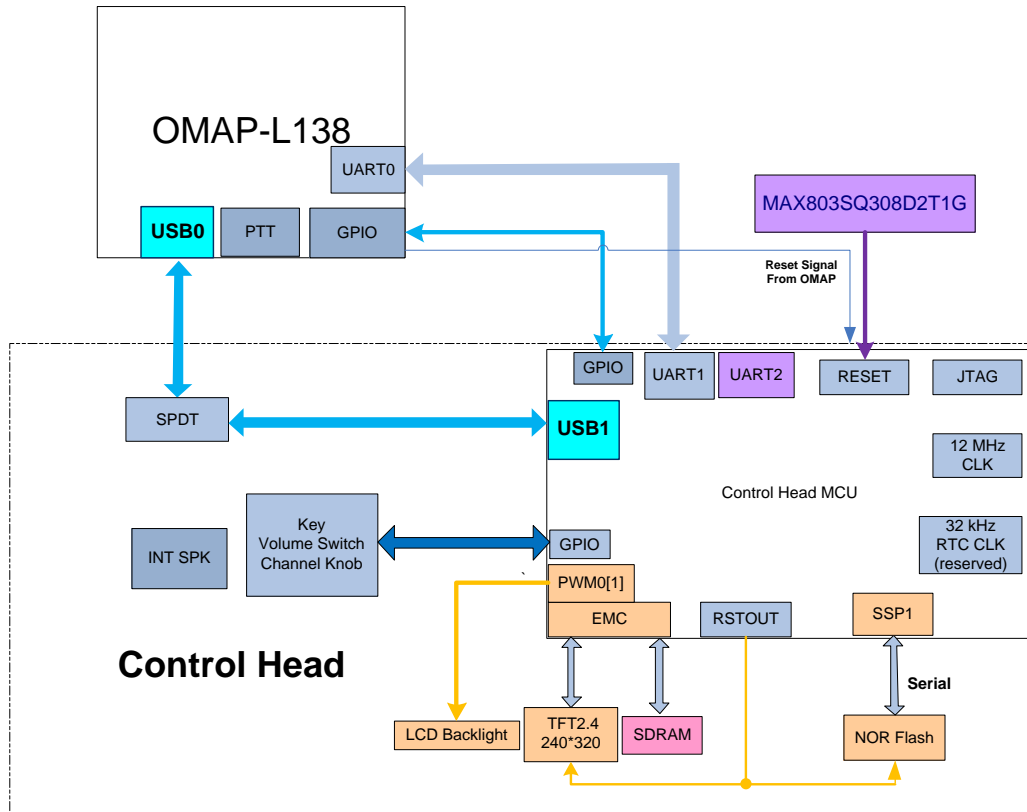 OMAP-L138
UART0
USB0
PTT
GPIO
MAX803SQ308D2T1G
Reset Signal
From OMAP
GPIO
UART1
UART2
RESET
JTAG
SPDT
USB1
12 MHz
CLK
Control Head MCU
Key
Volume Switch
Channel Knob
INT SPK
GPIO
32 kHz
RTC CLK
(reserved)
`
PWM0[1]
EMC
RSTOUT
SSP1
Control Head
Serial
LCD Backlight
TFT2.4
240*320
SDRAM
NOR Flash